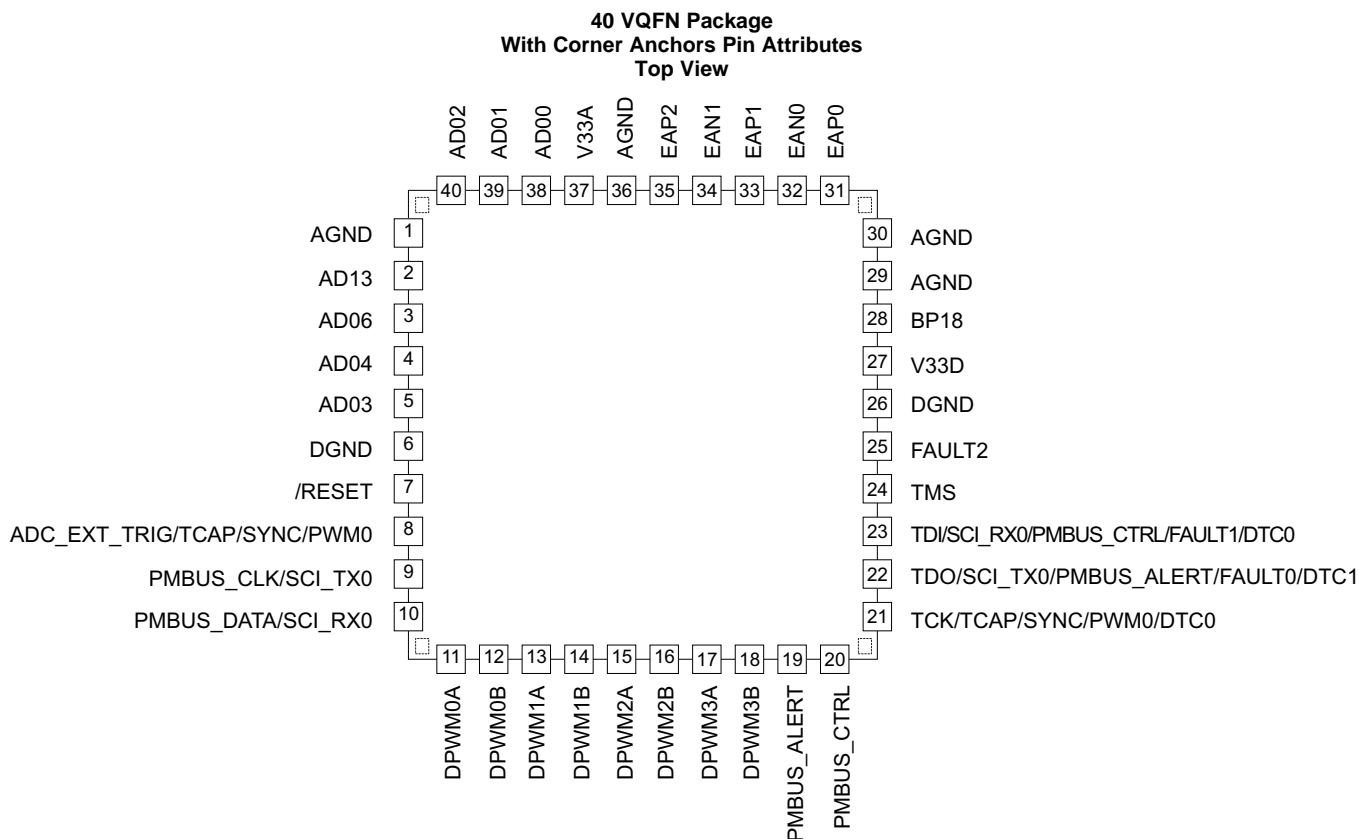 40 VQFN Package
With Corner Anchors Pin Attributes
Top View
AD02
AD01
AD00
V33A
AGND
EAP2
EAN1
EAP1
EAN0
EAP0
40 39 38 37 36 35 34 33 32 31
AGND 1
AD13 2
AD06 3
AD04 4
AD03 5
DGND 6
/RESET 7
ADC_EXT_TRIG/TCAP/SYNC/PWM0 8
PMBUS_CLK/SCI_TX0 9
PMBUS_DATA/SCI_RX0 10
30 AGND
29 AGND
28 BP18
27 V33D
26 DGND
25 FAULT2
24 TMS
23 TDI/SCI_RX0/PMBUS_CTRL/FAULT1/DTC0
22 TDO/SCI_TX0/PMBUS_ALERT/FAULT0/DTC1
21 TCK/TCAP/SYNC/PWM0/DTC0
11 12 13 14 15 16 17 18 19 20
DPWM0A
DPWM0B
DPWM1A
DPWM1B
DPWM2A
DPWM2B
DPWM3A
DPWM3B
PMBUS_ALERT
PMBUS_CTRL